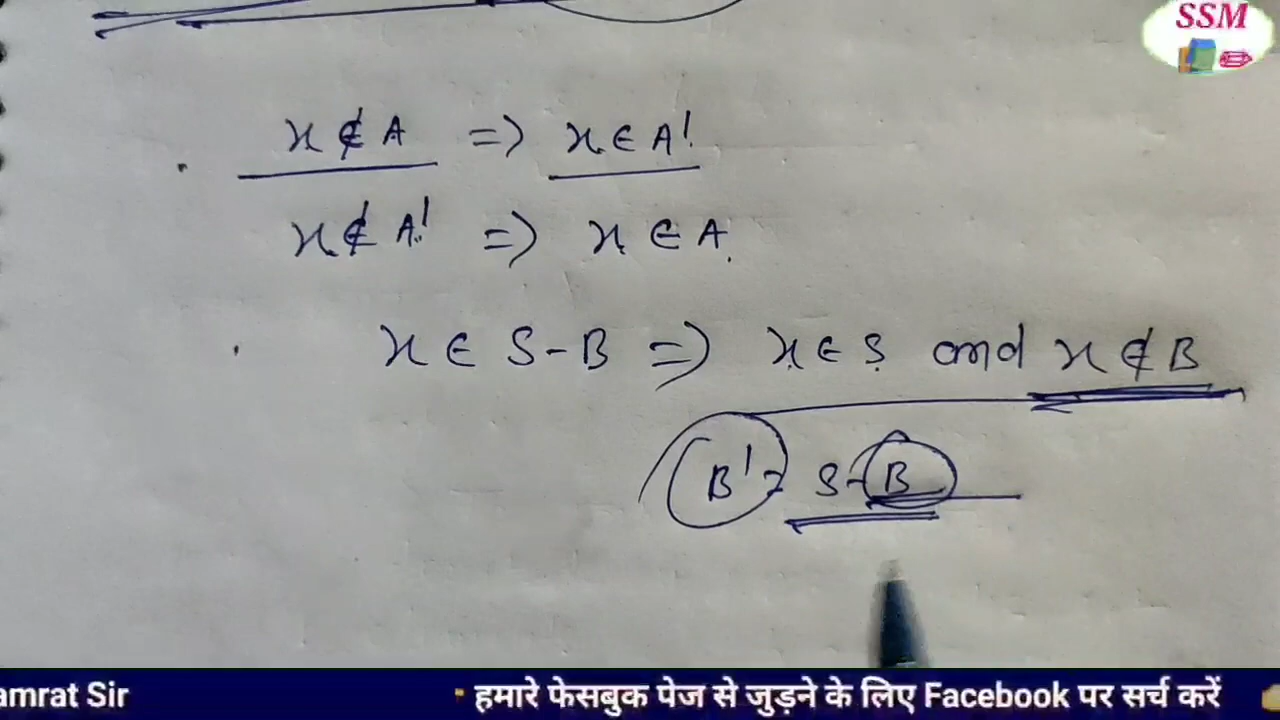 SSM
x ∉ A => x ∈ A'
x ∉ A' => x ∈ A
x ∈ S-B => x ∈ S and x ∉ B
B' = S-B
amrat Sir हमारे फेसबुक पेज से जुड़ने के लिए Facebook पर सर्च करें